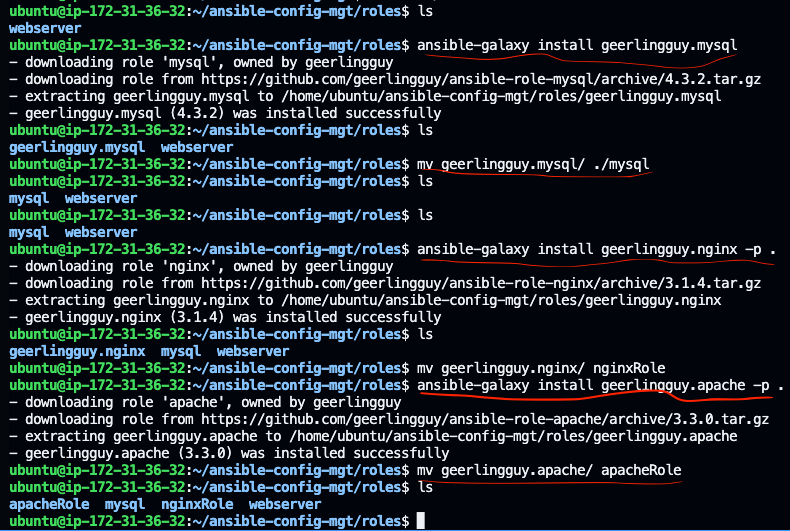 ubuntu@ip-172-31-36-32:~/ansible-config-mgt/roles$ ls
webserver
ubuntu@ip-172-31-36-32:~/ansible-config-mgt/roles$ ansible-galaxy install geerlingguy.mysql
- downloading role 'mysql', owned by geerlingguy
- downloading role from https://github.com/geerlingguy/ansible-role-mysql/archive/4.3.2.tar.gz
- extracting geerlingguy.mysql to /home/ubuntu/ansible-config-mgt/roles/geerlingguy.mysql
- geerlingguy.mysql (4.3.2) was installed successfully
ubuntu@ip-172-31-36-32:~/ansible-config-mgt/roles$ ls
geerlingguy.mysql  webserver
ubuntu@ip-172-31-36-32:~/ansible-config-mgt/roles$ mv geerlingguy.mysql/ ./mysql
ubuntu@ip-172-31-36-32:~/ansible-config-mgt/roles$ ls
mysql  webserver
ubuntu@ip-172-31-36-32:~/ansible-config-mgt/roles$ ls
mysql  webserver
ubuntu@ip-172-31-36-32:~/ansible-config-mgt/roles$ ansible-galaxy install geerlingguy.nginx -p .
- downloading role 'nginx', owned by geerlingguy
- downloading role from https://github.com/geerlingguy/ansible-role-nginx/archive/3.1.4.tar.gz
- extracting geerlingguy.nginx to /home/ubuntu/ansible-config-mgt/roles/geerlingguy.nginx
- geerlingguy.nginx (3.1.4) was installed successfully
ubuntu@ip-172-31-36-32:~/ansible-config-mgt/roles$ ls
geerlingguy.nginx  mysql  webserver
ubuntu@ip-172-31-36-32:~/ansible-config-mgt/roles$ mv geerlingguy.nginx/ nginxRole
ubuntu@ip-172-31-36-32:~/ansible-config-mgt/roles$ ansible-galaxy install geerlingguy.apache -p .
- downloading role 'apache', owned by geerlingguy
- downloading role from https://github.com/geerlingguy/ansible-role-apache/archive/3.3.0.tar.gz
- extracting geerlingguy.apache to /home/ubuntu/ansible-config-mgt/roles/geerlingguy.apache
- geerlingguy.apache (3.3.0) was installed successfully
ubuntu@ip-172-31-36-32:~/ansible-config-mgt/roles$ mv geerlingguy.apache/ apacheRole
ubuntu@ip-172-31-36-32:~/ansible-config-mgt/roles$ ls
apacheRole  mysql  nginxRole  webserver
ubuntu@ip-172-31-36-32:~/ansible-config-mgt/roles$